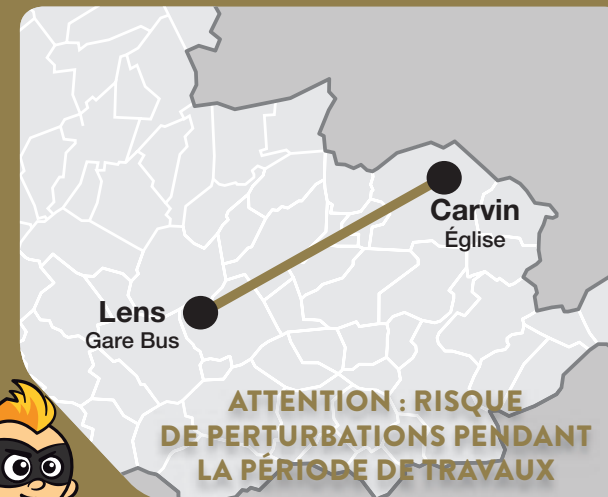 Carvin
Église
Lens
Gare Bus
ATTENTION : RISQUE
DE PERTURBATIONS PENDANT
LA PÉRIODE DE TRAVAUX